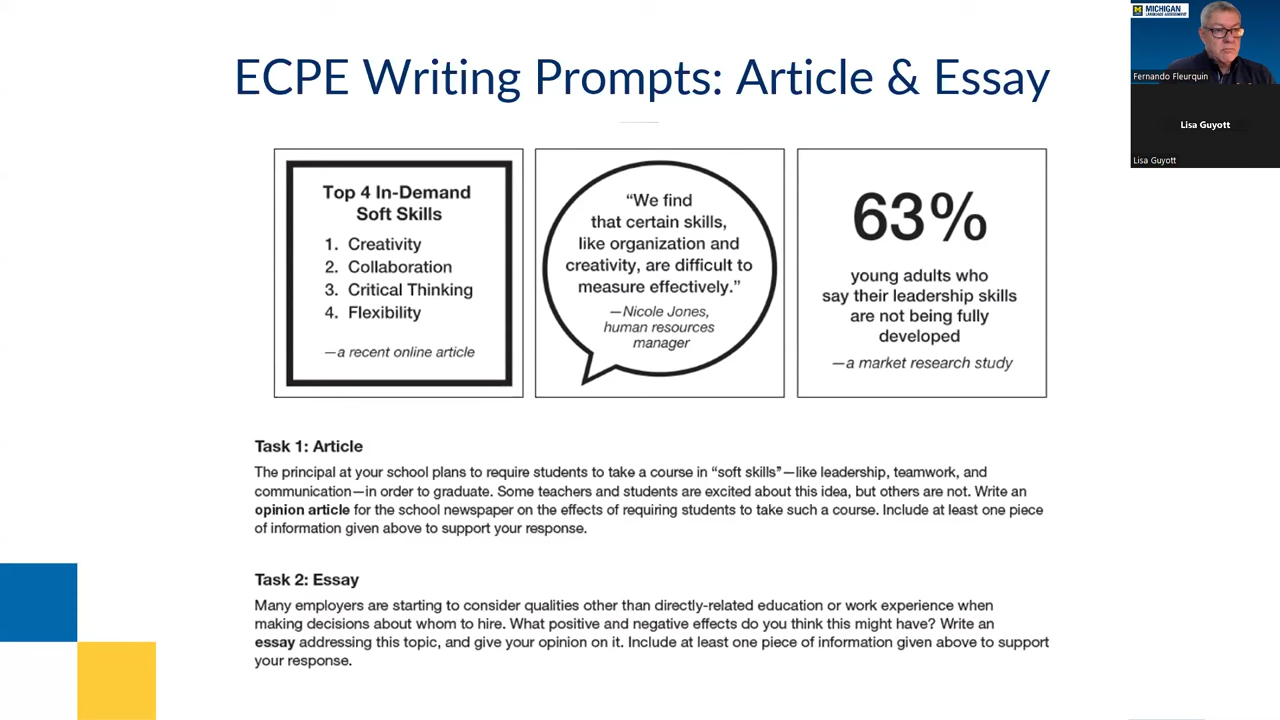 ECPE Writing Prompts: Article & Essay
MICHIGAN
LANGUAGE ASSESSMENT
Fernando Fleurquin
Lisa Guyott
Lisa Guyott
Top 4 In-Demand
Soft Skills
1. Creativity
2. Collaboration
3. Critical Thinking
4. Flexibility
—a recent online article
“We find
that certain skills,
like organization and
creativity, are difficult to
measure effectively.”
—Nicole Jones,
human resources
manager
63%
young adults who
say their leadership skills
are not being fully
developed
—a market research study
Task 1: Article
The principal at your school plans to require students to take a course in “soft skills”—like leadership, teamwork, and
communication—in order to graduate. Some teachers and students are excited about this idea, but others are not. Write an
opinion article for the school newspaper on the effects of requiring students to take such a course. Include at least one piece
of information given above to support your response.
Task 2: Essay
Many employers are starting to consider qualities other than directly-related education or work experience when
making decisions about whom to hire. What positive and negative effects do you think this might have? Write an
essay addressing this topic, and give your opinion on it. Include at least one piece of information given above to support
your response.